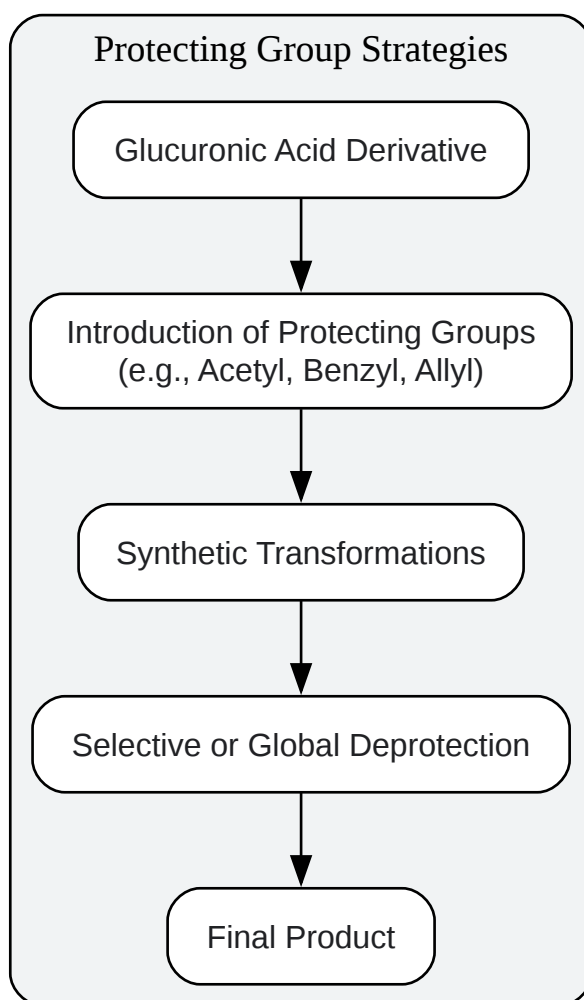 Protecting Group Strategies
Glucuronic Acid Derivative
Introduction of Protecting Groups
(e.g., Acetyl, Benzyl, Allyl)
Synthetic Transformations
Selective or Global Deprotection
Final Product